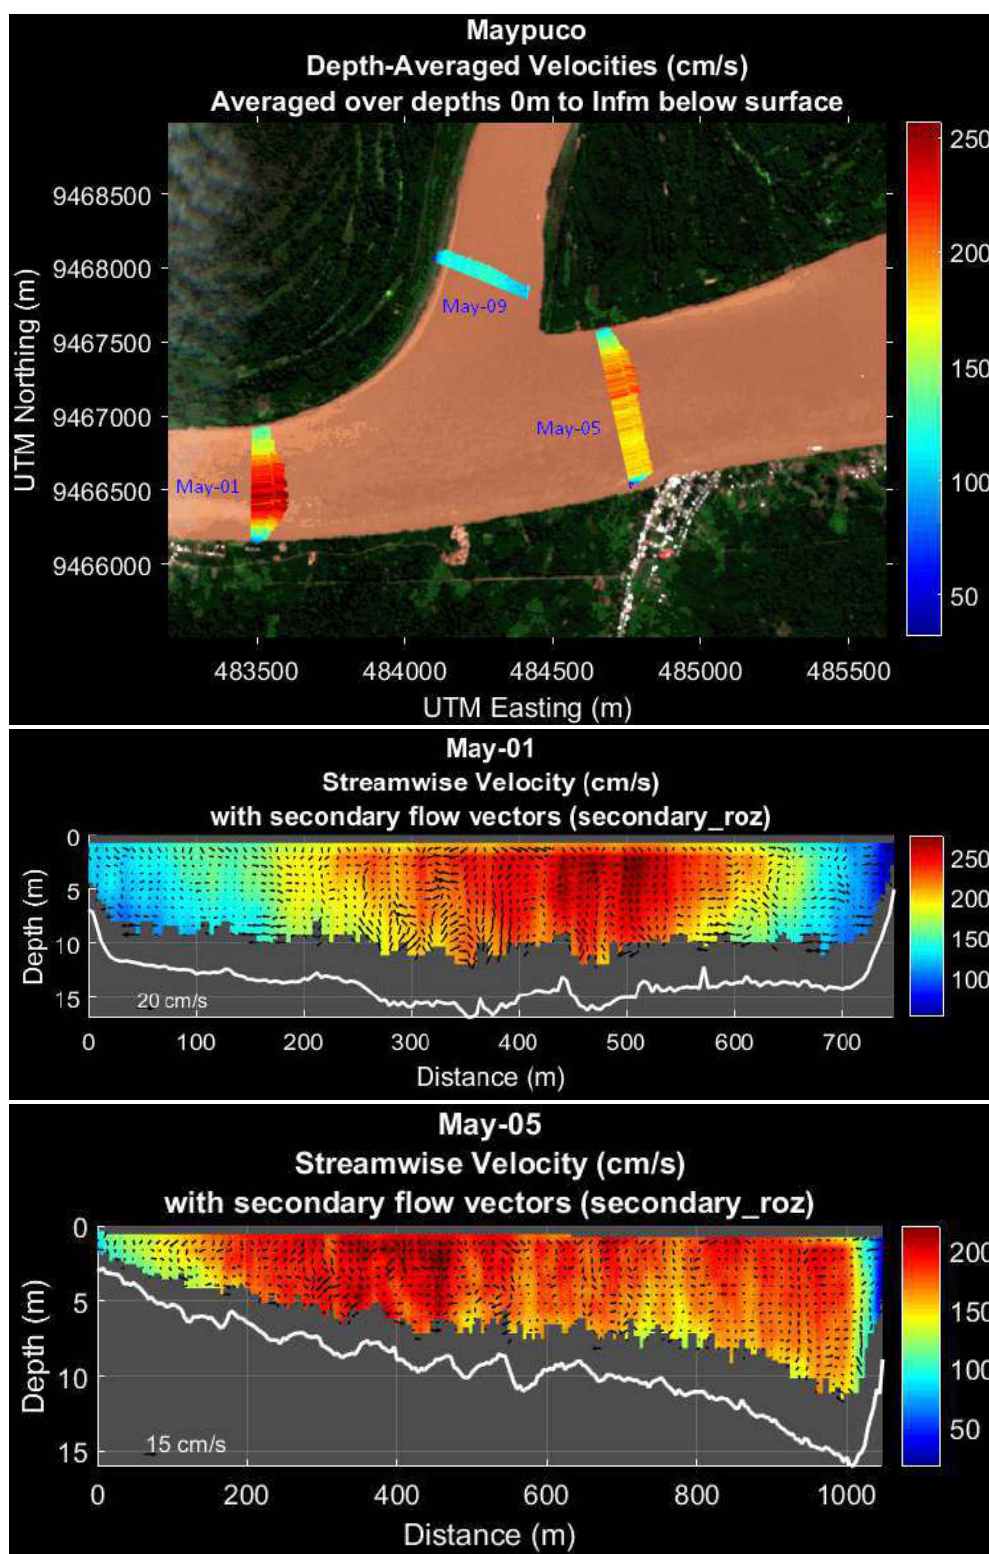 Maypuco
Depth-Averaged Velocities (cm/s)
Averaged over depths 0m to Infm below surface
250
200
150
100
50
9468500
9468000
9467500
9467000
9466500
9466000
UTM Northing (m)
May-09
May-05
May-01
483500 484000 484500 485000 485500
UTM Easting (m)
May-01
Streamwise Velocity (cm/s)
with secondary flow vectors (secondary_roz)
0
5
10
15
Depth (m)
20 cm/s
250
200
150
100
0 100 200 300 400 500 600 700
Distance (m)
May-05
Streamwise Velocity (cm/s)
with secondary flow vectors (secondary_roz)
0
5
10
15
Depth (m)
15 cm/s
200
150
100
50
0 200 400 600 800 1000
Distance (m)